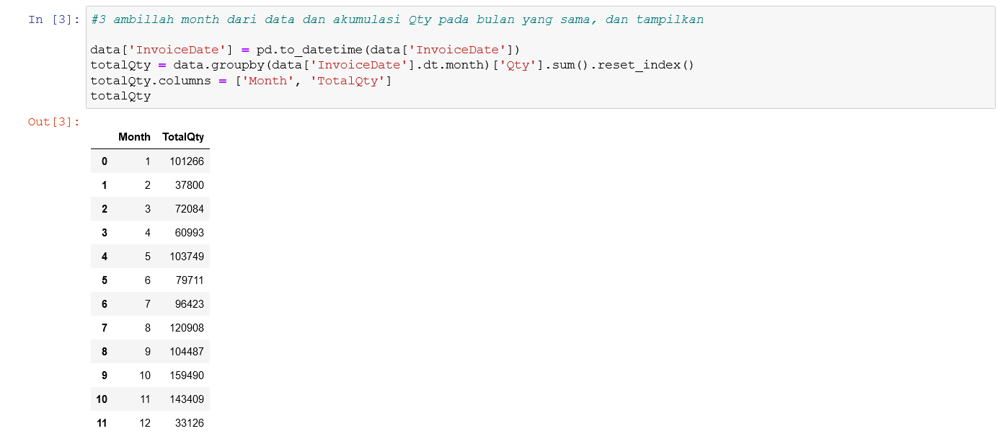 In [3]: #3 ambillah month dari data dan akumulasi Qty pada bulan yang sama, dan tampilkan
data['InvoiceDate'] = pd.to_datetime(data['InvoiceDate'])
totalQty = data.groupby(data['InvoiceDate'].dt.month)['Qty'].sum().reset_index()
totalQty.columns = ['Month', 'TotalQty']
totalQty
Out[3]:
Month TotalQty
0 1 101266
1 2 37800
2 3 72084
3 4 60993
4 5 103749
5 6 79711
6 7 96423
7 8 120908
8 9 104487
9 10 159490
10 11 143409
11 12 33126